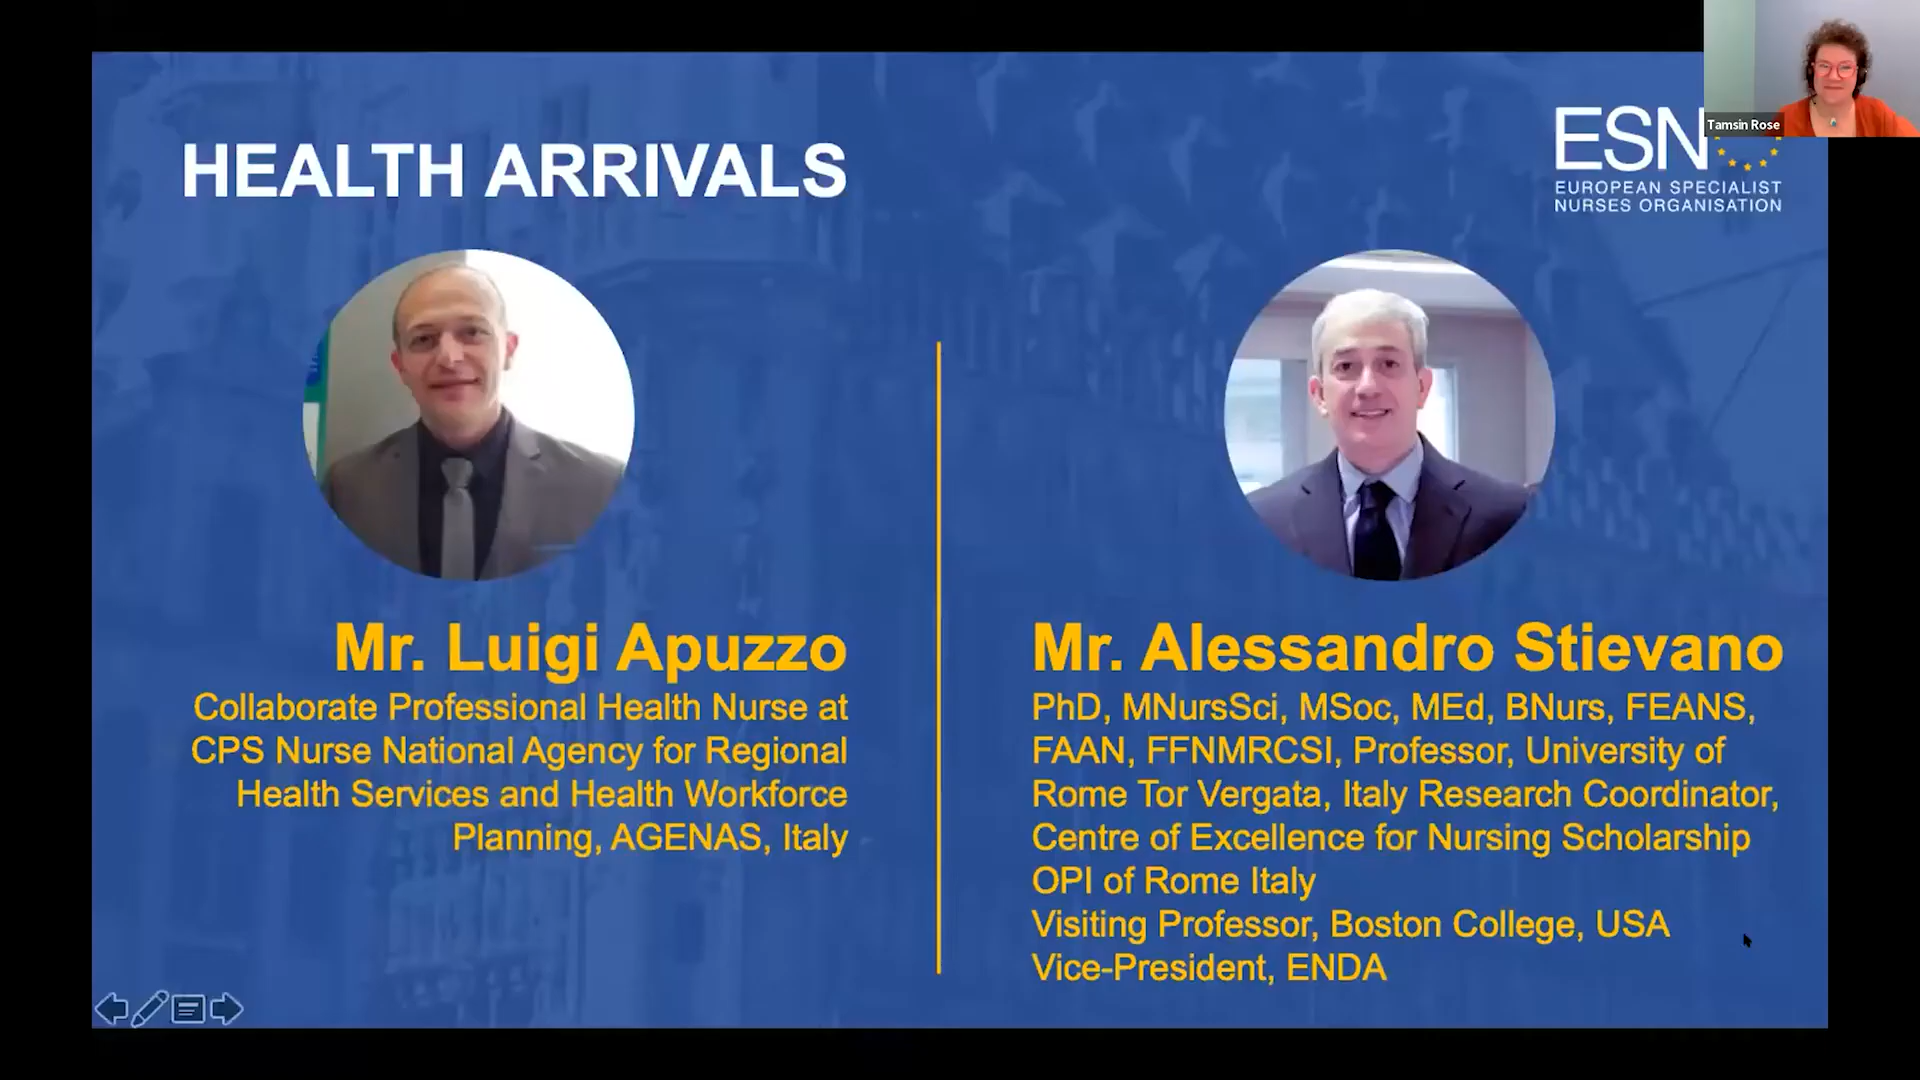 HEALTH ARRIVALS
ESN
EUROPEAN SPECIALIST
NURSES ORGANISATION
Tamsin Rose
Mr. Luigi Apuzzo
Collaborate Professional Health Nurse at
CPS Nurse National Agency for Regional
Health Services and Health Workforce
Planning, AGENAS, Italy
Mr. Alessandro Stievano
PhD, MNursSci, MSoc, MEd, BNurs, FEANS,
FAAN, FFNMRCSI, Professor, University of
Rome Tor Vergata, Italy Research Coordinator,
Centre of Excellence for Nursing Scholarship
OPI of Rome Italy
Visiting Professor, Boston College, USA
Vice-President, ENDA